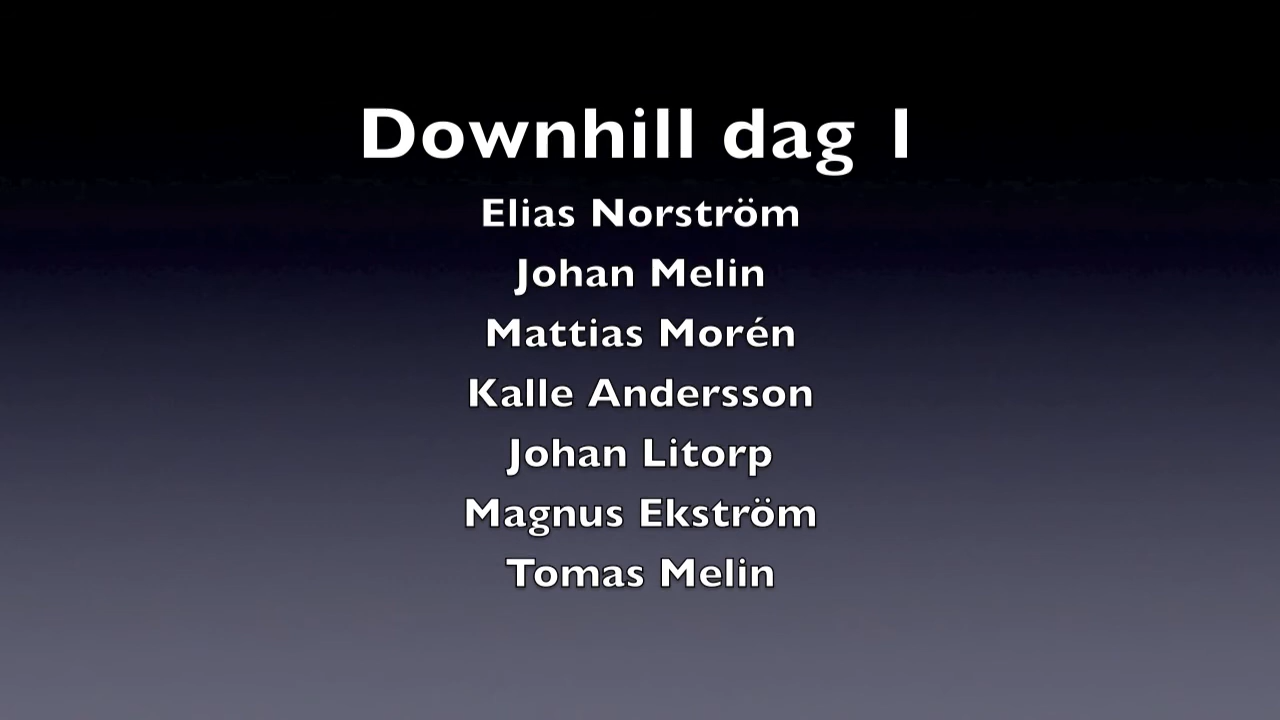 Downhill dag 1
Elias Norström
Johan Melin
Mattias Morén
Kalle Andersson
Johan Litorp
Magnus Ekström
Tomas Melin